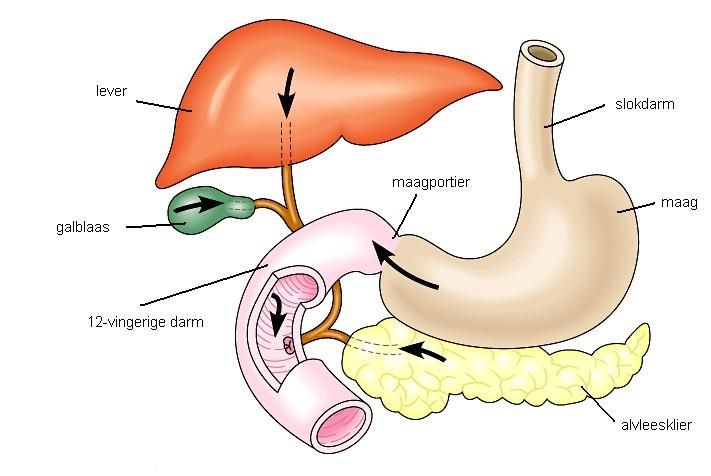 lever
slokdarm
maagportier
maag
galblaas
12-vingerige darm
alvleesklier